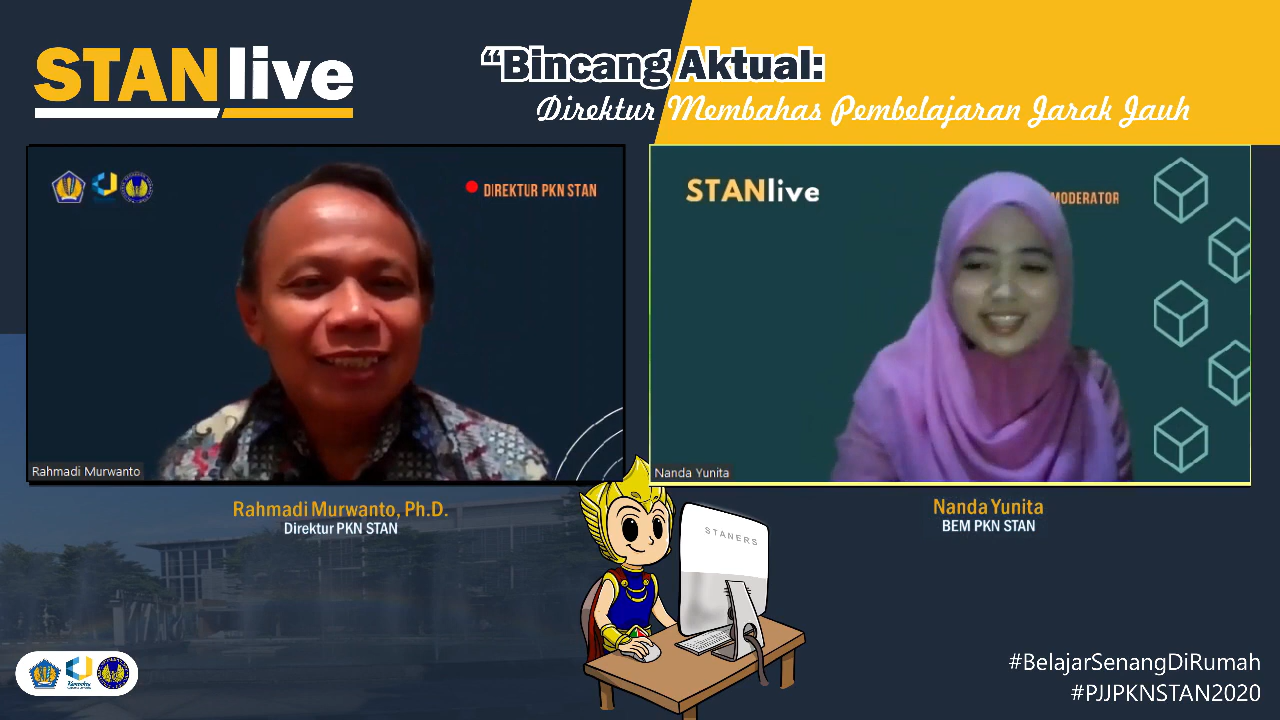 STANlive
“Bincang Aktual:
Direktur Membahas Pembelajaran Jarak Jauh
DIREKTUR PKN STAN
Rahmadi Murwanto
STANlive
MODERATOR
Nanda Yunita
Rahmadi Murwanto, Ph.D.
Direktur PKN STAN
Nanda Yunita
BEM PKN STAN
STANERS
#BelajarSenangDiRumah
#PJJPKNSTAN2020